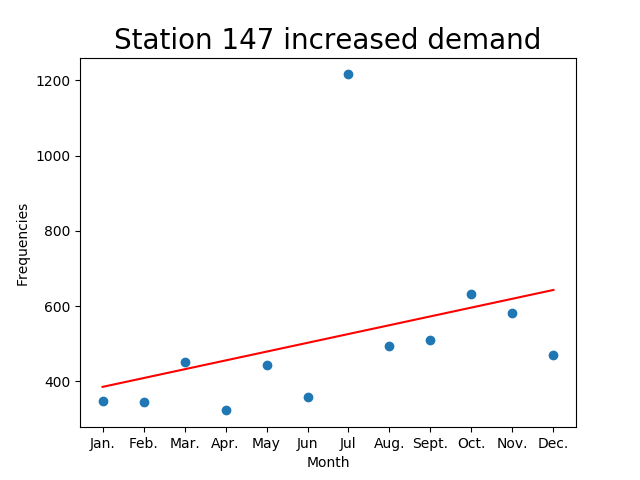 Station 147 increased demand
1200
1000
800
600
400
Frequencies
Jan. Feb. Mar. Apr. May Jun Jul Aug. Sept. Oct. Nov. Dec.
Month